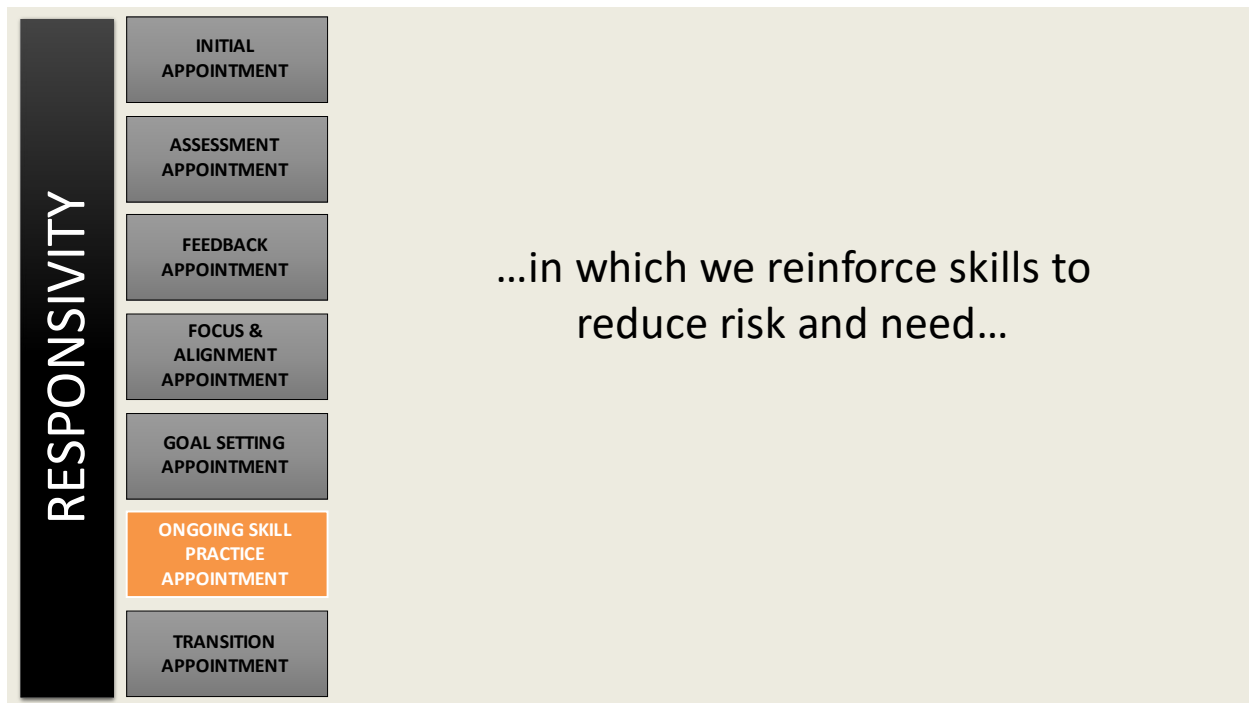 RESPONSIVITY
INITIAL
APPOINTMENT
ASSESSMENT
APPOINTMENT
FEEDBACK
APPOINTMENT
FOCUS &
ALIGNMENT
APPOINTMENT
GOAL SETTING
APPOINTMENT
ONGOING SKILL
PRACTICE
APPOINTMENT
TRANSITION
APPOINTMENT
…in which we reinforce skills to
reduce risk and need…